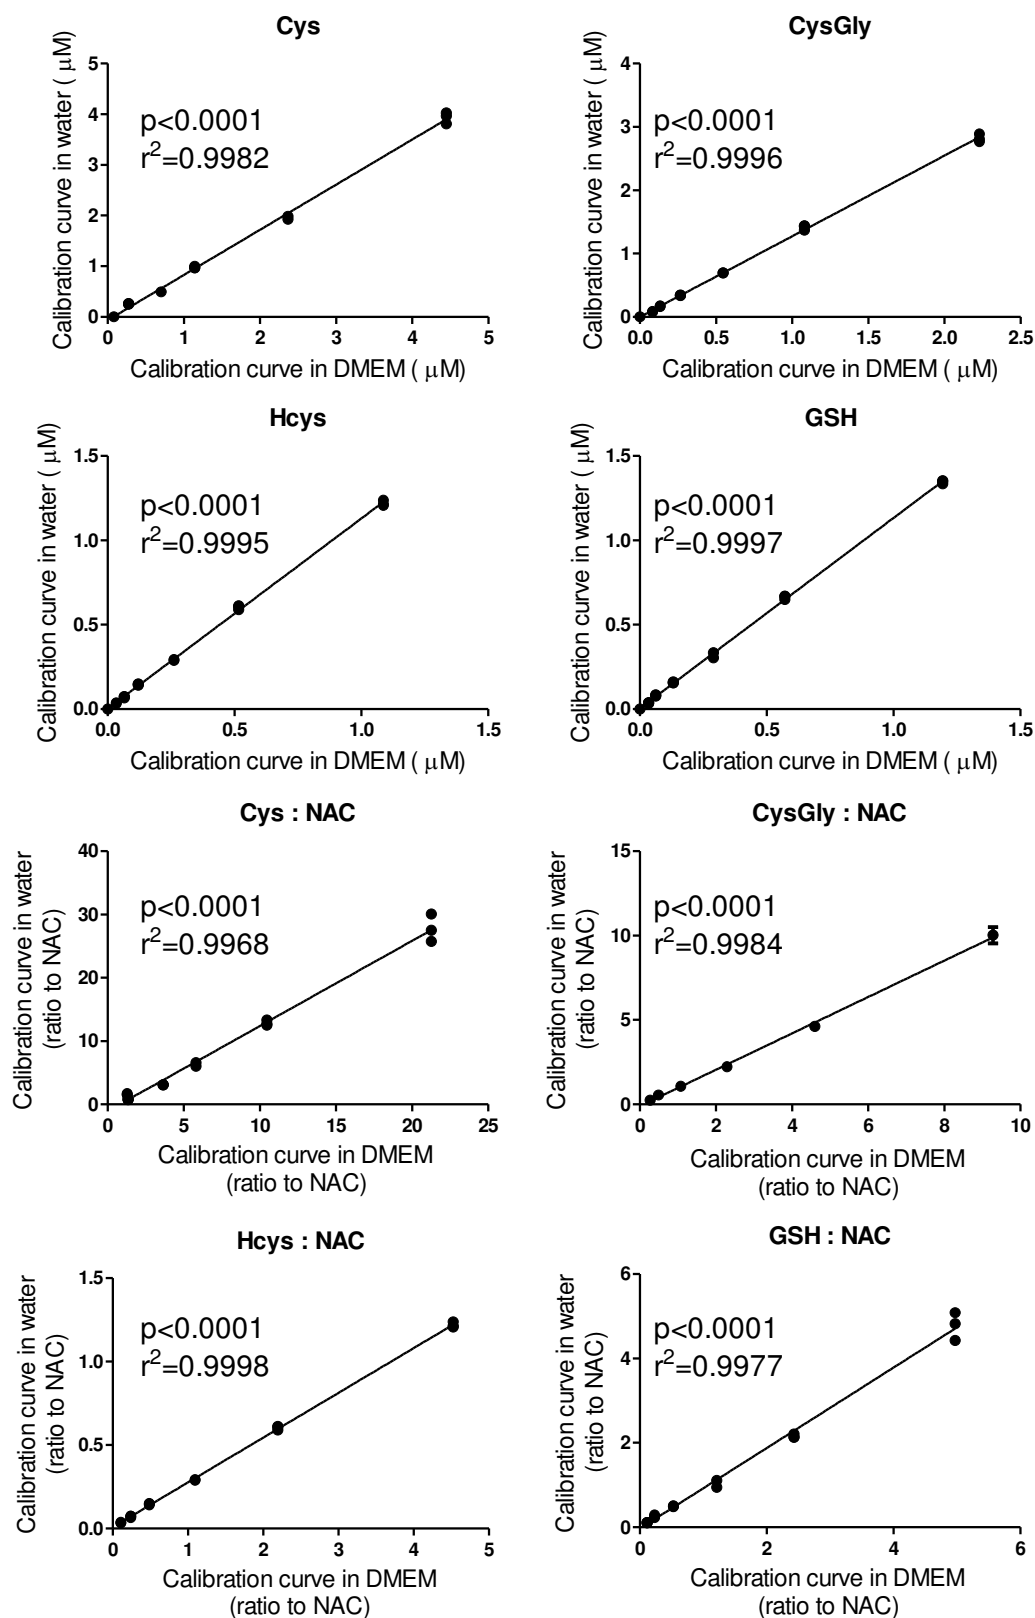 Cys
Calibration curve in water ( μM)
5
4
3
2
1
0
p<0.0001
r²=0.9982
0 1 2 3 4 5
Calibration curve in DMEM ( μM)
CysGly
Calibration curve in water ( μM)
4
3
2
1
0
p<0.0001
r²=0.9996
0.0 0.5 1.0 1.5 2.0 2.5
Calibration curve in DMEM ( μM)
Hcys
Calibration curve in water ( μM)
1.5
1.0
0.5
0.0
p<0.0001
r²=0.9995
0.0 0.5 1.0 1.5
Calibration curve in DMEM ( μM)
GSH
Calibration curve in water ( μM)
1.5
1.0
0.5
0.0
p<0.0001
r²=0.9997
0.0 0.5 1.0 1.5
Calibration curve in DMEM ( μM)
Cys : NAC
Calibration curve in water
(ratio to NAC)
40
30
20
10
0
p<0.0001
r²=0.9968
0 5 10 15 20 25
Calibration curve in DMEM
(ratio to NAC)
CysGly : NAC
Calibration curve in water
(ratio to NAC)
15
10
5
0
p<0.0001
r²=0.9984
0 2 4 6 8 10
Calibration curve in DMEM
(ratio to NAC)
Hcys : NAC
Calibration curve in water
(ratio to NAC)
1.5
1.0
0.5
0.0
p<0.0001
r²=0.9998
0 1 2 3 4 5
Calibration curve in DMEM
(ratio to NAC)
GSH : NAC
Calibration curve in water
(ratio to NAC)
6
4
2
0
p<0.0001
r²=0.9977
0 2 4 6
Calibration curve in DMEM
(ratio to NAC)